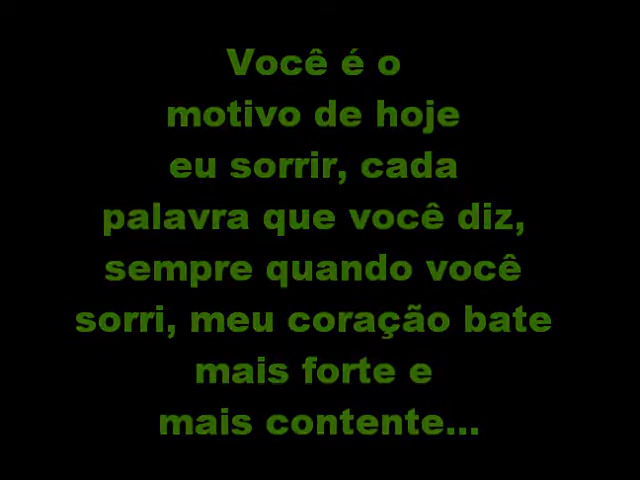 Você é o
motivo de hoje
eu sorrir, cada
palavra que você diz,
sempre quando você
sorri, meu coração bate
mais forte e
mais contente...